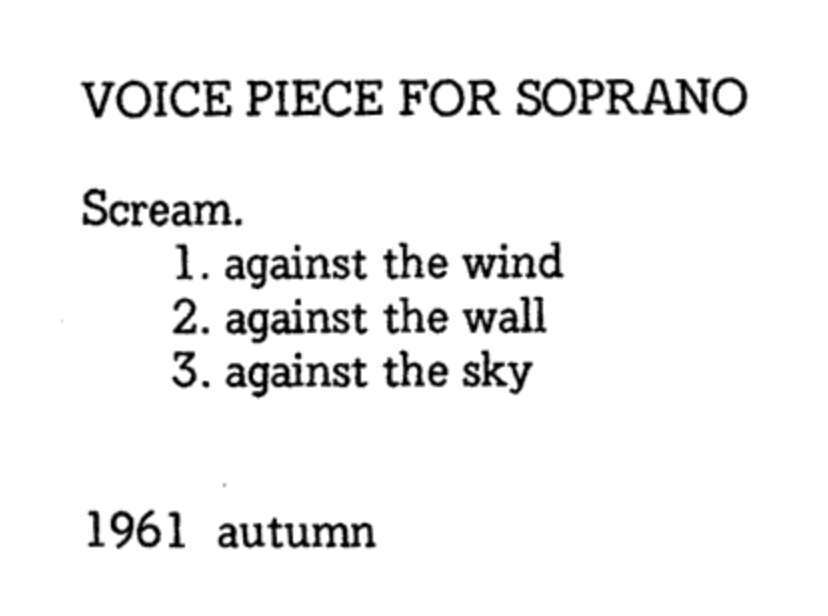 VOICE PIECE FOR SOPRANO
Scream.
1. against the wind
2. against the wall
3. against the sky
1961 autumn